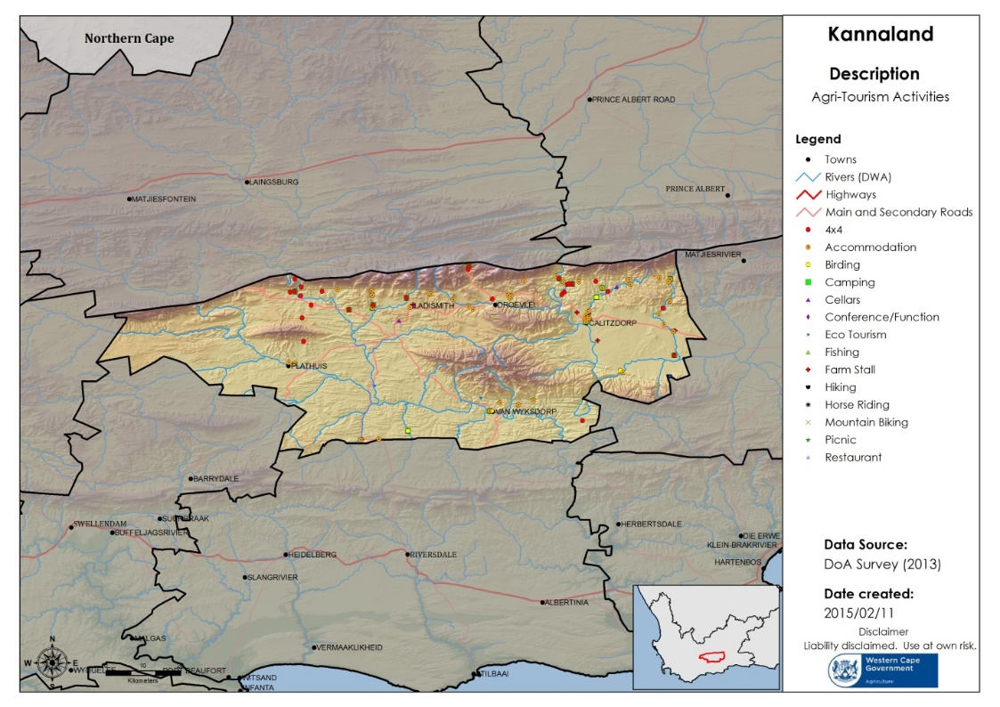 Northern Cape
PRINCE ALBERT ROAD
LAINGSBURG
MATJIESFONTEIN
PRINCE ALBERT
MATJIESRIVIER
LADISMITH
DROEVLEI
CALITZDORP
PLATHUIS
VAN WYKSDORP
BARRYDALE
SWELLENDAM
SUURBRAAK
BUFFELJAGSRIVIER
HERBERTSDALE
DIE ERWE
KLEIN-BRAKRIVIER
HARTENBOS
HEIDELBERG
RIVERSDALE
SLANGRIVIER
ALBERTINIA
MALGAS
VERMAAKLIKHEID
PORT BEAUFORT
WITSAND
INFANTA
STILBAAI
N
W
E
S
10
Kilometers
Kannaland
Description
Agri-Tourism Activities
Legend
Towns
Rivers (DWA)
Highways
Main and Secondary Roads
4x4
Accommodation
Birding
Camping
Cellars
Conference/Function
Eco Tourism
Fishing
Farm Stall
Hiking
Horse Riding
Mountain Biking
Picnic
Restaurant
Data Source:
DoA Survey (2013)
Date created:
2015/02/11
Disclaimer
Liability disclaimed. Use at own risk.
Western Cape
Government
Agriculture